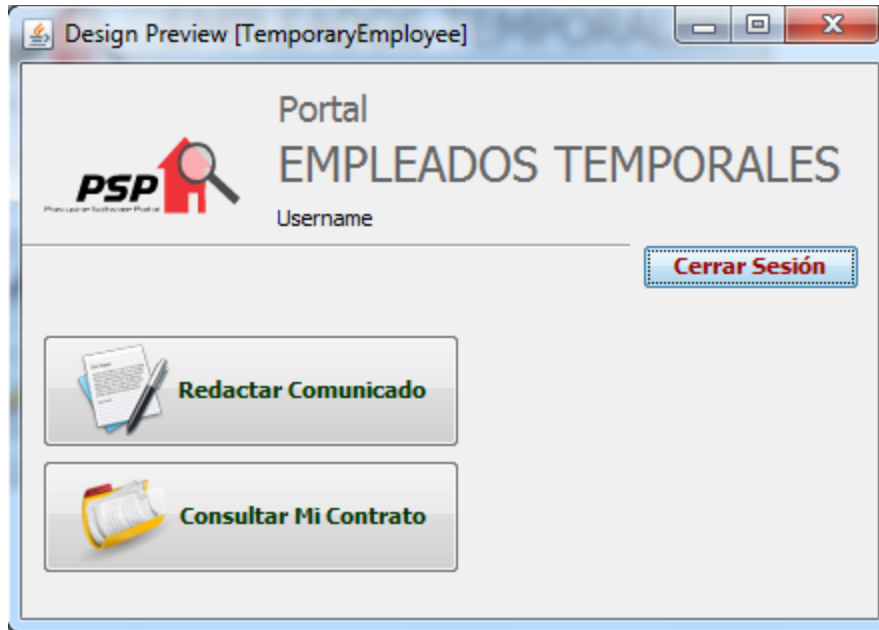 Design Preview [TemporaryEmployee]
Portal
EMPLEADOS TEMPORALES
PSP
Username
Cerrar Sesión
Redactar Comunicado
Consultar Mi Contrato